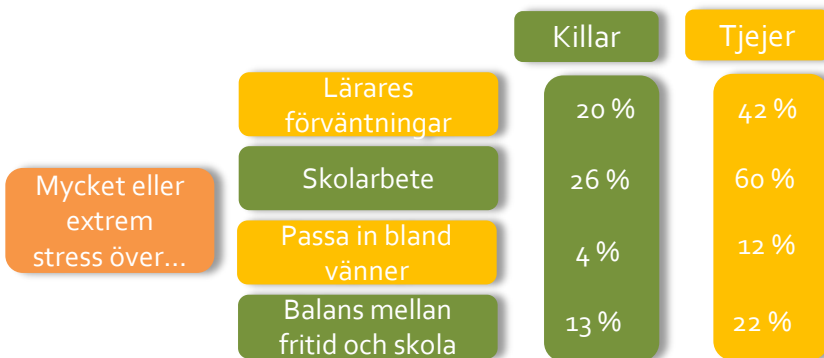 Killar
Tjejer
Lärares
förväntningar
20 %
42 %
Mycket eller
extrem
stress över...
Skolarbete
26 %
60 %
Passa in bland
vänner
4 %
12 %
Balans mellan
fritid och skola
13 %
22 %